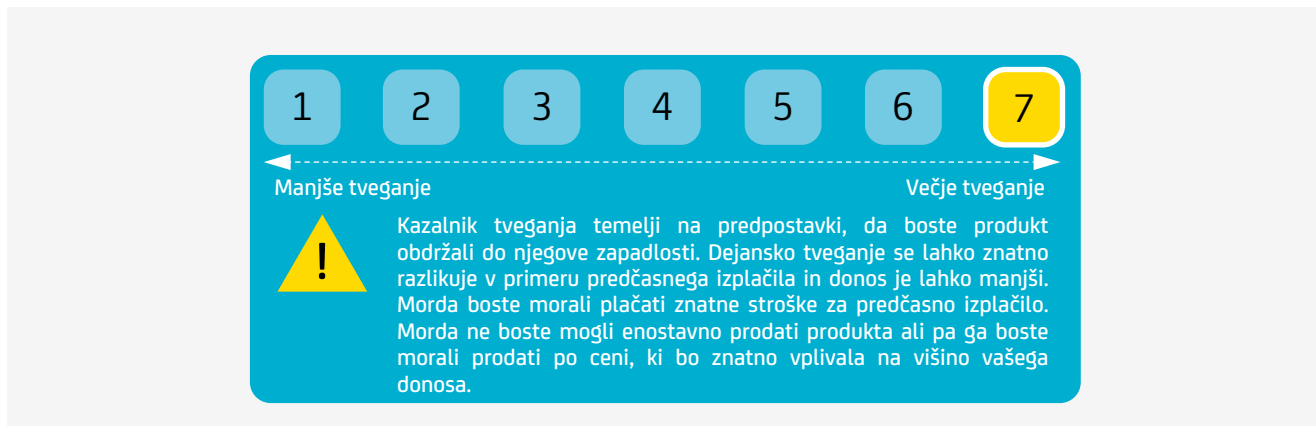 1 2 3 4 5 6 7
Manjše tveganje Večje tveganje
!
Kazalnik tveganja temelji na predpostavki, da boste produkt
obdržali do njegove zapadlosti. Dejansko tveganje se lahko znatno
razlikuje v primeru predčasnega izplačila in donos je lahko manjši.
Morda boste morali plačati znatne stroške za predčasno izplačilo.
Morda ne boste mogli enostavno prodati produkta ali pa ga boste
morali prodati po ceni, ki bo znatno vplivala na višino vašega
donosa.